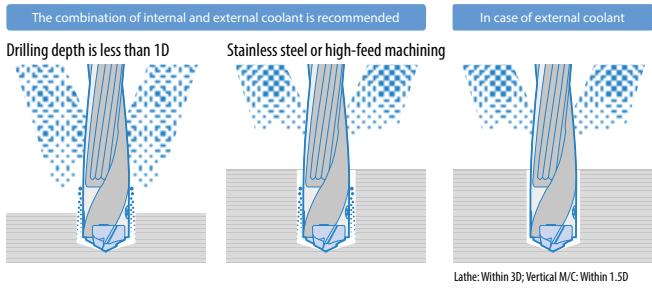 The combination of internal and external coolant is recommended
In case of external coolant
Drilling depth is less than 1D
Stainless steel or high-feed machining
Lathe: Within 3D; Vertical M/C: Within 1.5D